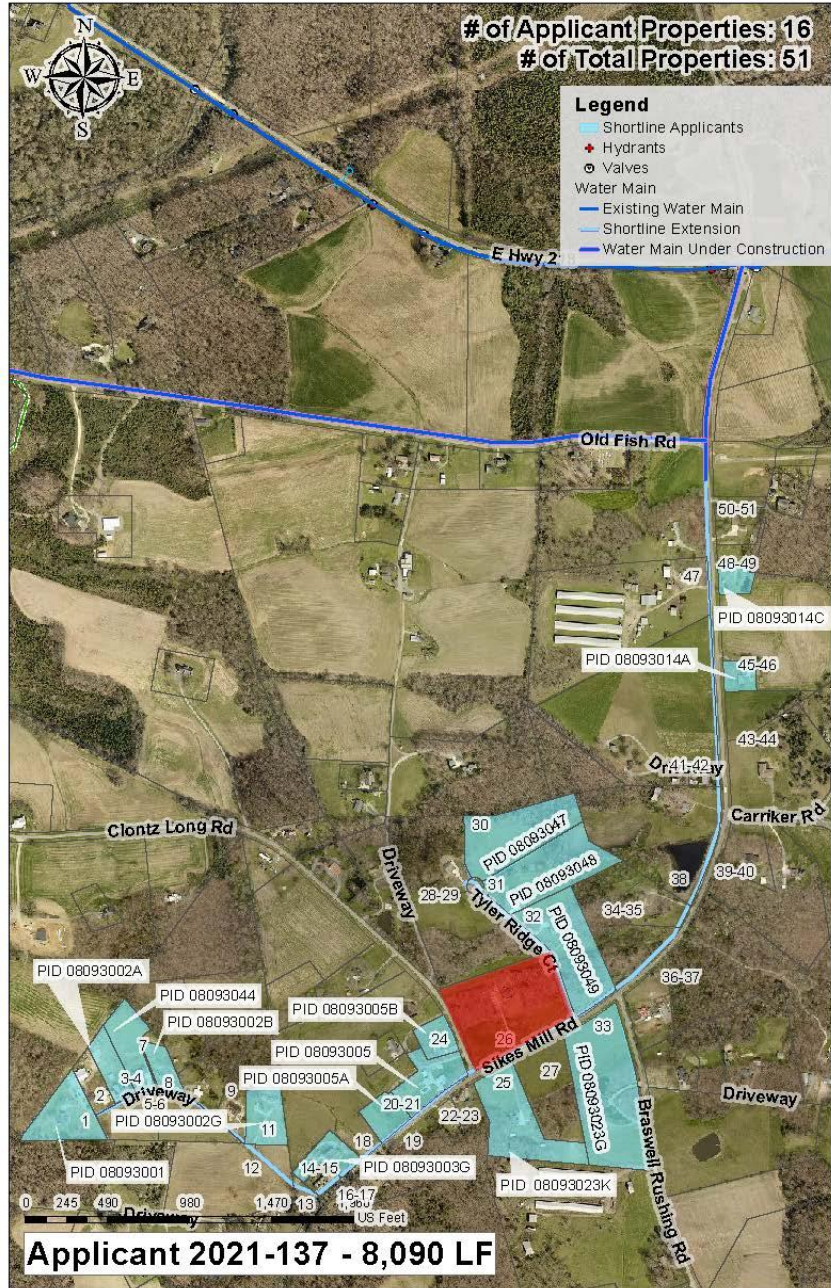 # of Applicant Properties: 16
# of Total Properties: 51
N
W E
S
Legend
Shortline Applicants
Hydrants
Valves
Water Main
Existing Water Main
Shortline Extension
Water Main Under Construction
E Hwy
Old Fish Rd
50-51
48-49
47
PID 08093014C
PID 08093014A
45-46
43-44
41-42
Carriker Rd
Clontz Long Rd
30
PID 08093047
Driveway
31
PID 08093048
38
39-40
28-29
Tyler Ridge Ct
32
34-35
PID 08093049
36-37
PID 08093002A
PID 08093044
PID 08093002B
PID 08093005B
24
26
Sikes Mill Rd
33
7
PID 08093005
3-4
8
PID 08093005A
25
27
2
Driveway
9
20-21
PID 08093023G
Driveway
1
5-6
22-23
PID 08093002G
11
18
19
Braswell Rushing Rd
12
14-15
PID 08093003G
PID 08093001
PID 08093023K
13
16-17
0 245 490 980 1,470 1,960
US Feet
Driveway
Applicant 2021-137 - 8,090 LF